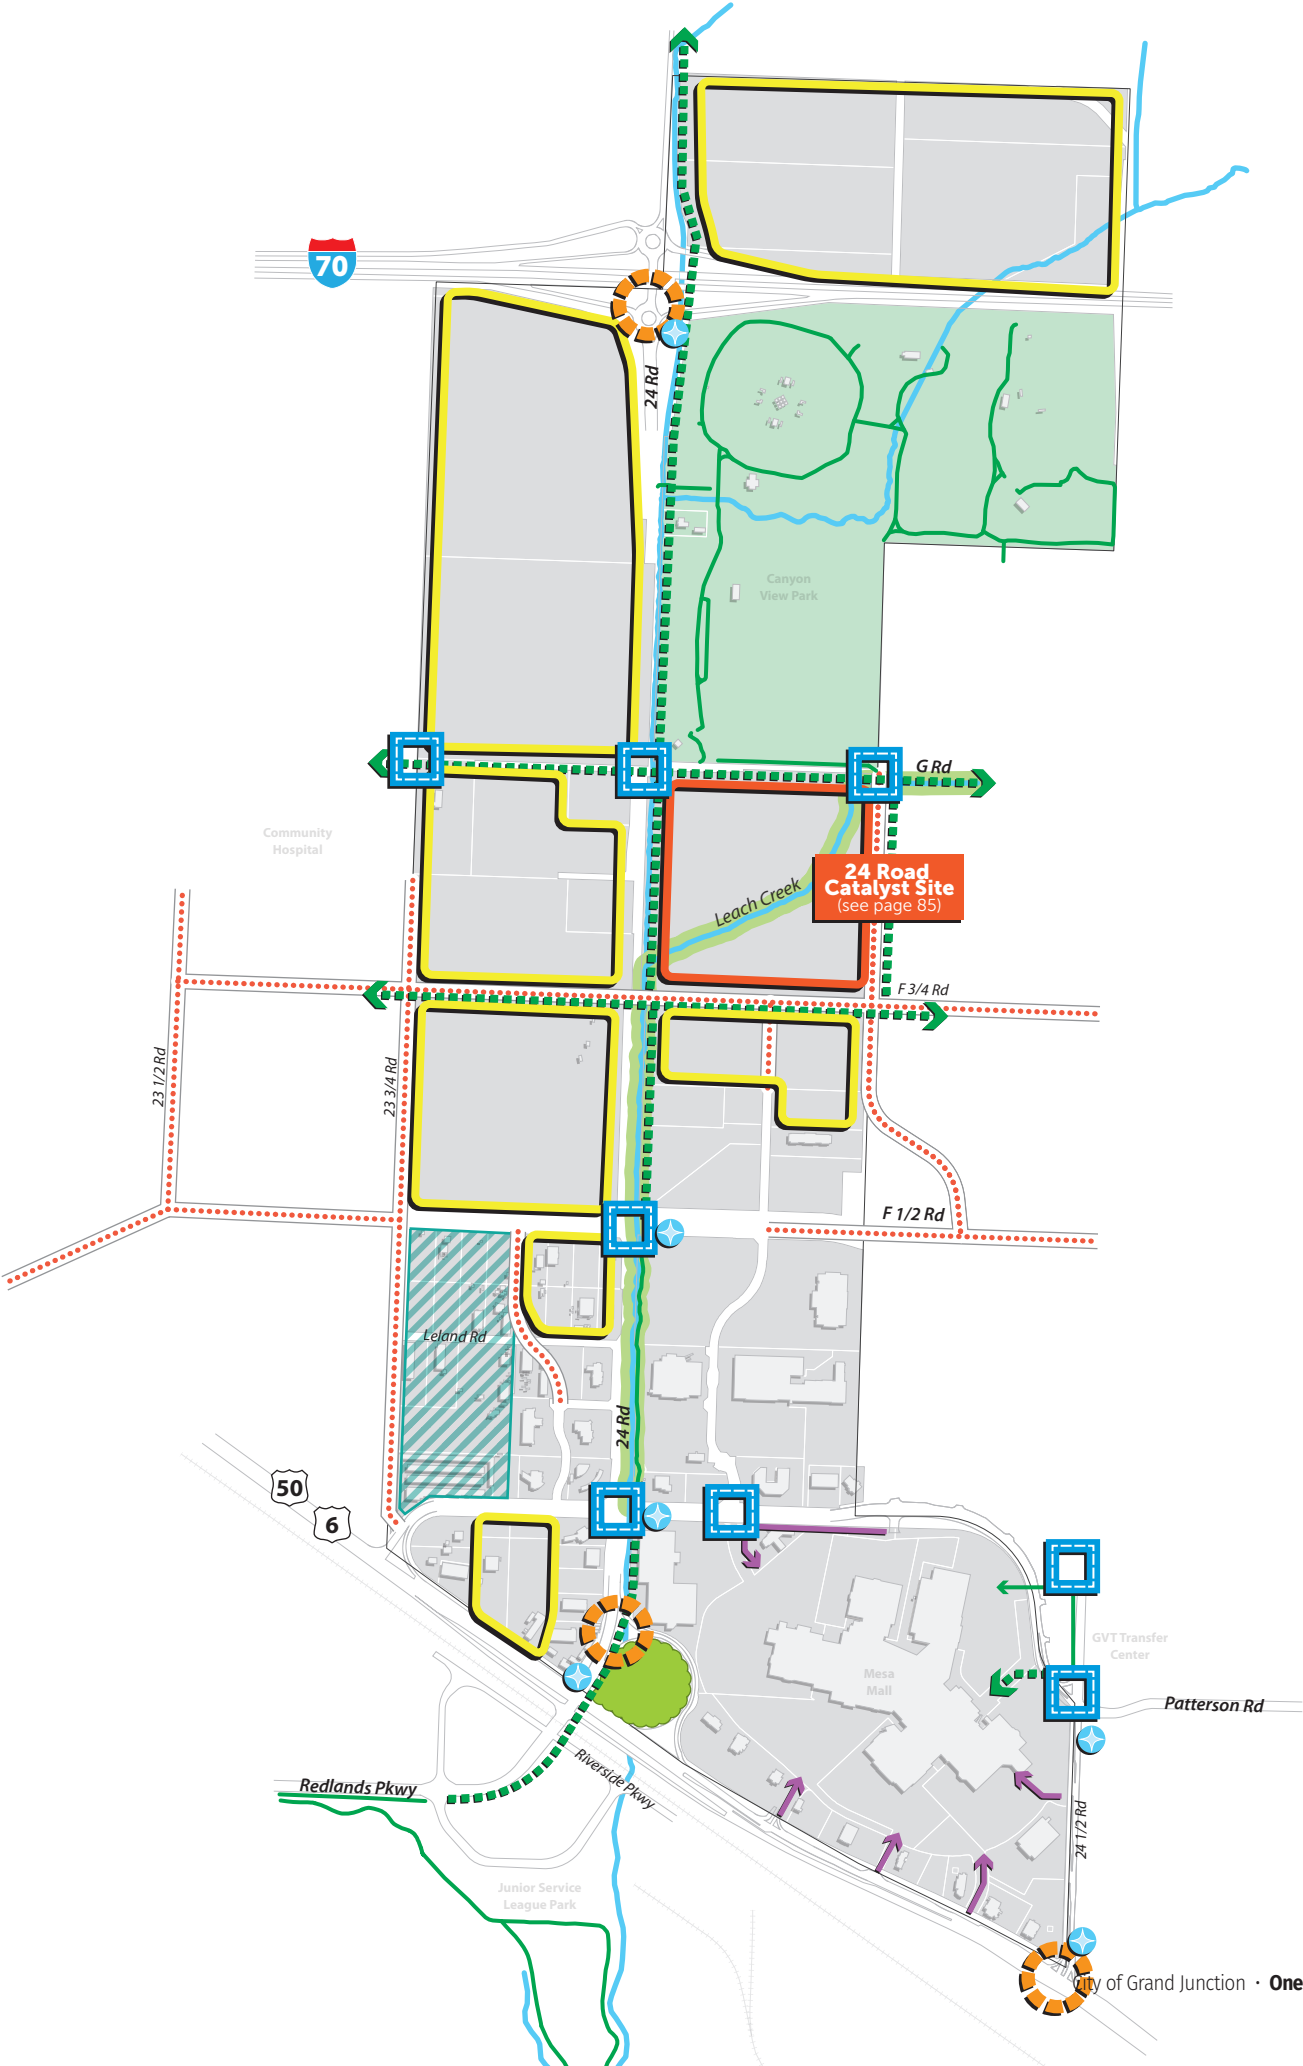 70
24 Rd
Canyon
View Park
G Rd
Community
Hospital
24 Road
Catalyst Site
(see page 85)
Leach Creek
F 3/4 Rd
23 1/2 Rd
23 3/4 Rd
F 1/2 Rd
Leland Rd
24 Rd
50
6
GVT Transfer
Center
Mesa
Mall
Patterson Rd
Riverside Pkwy
Redlands Pkwy
24 1/2 Rd
Junior Service
League Park
City of Grand Junction · One